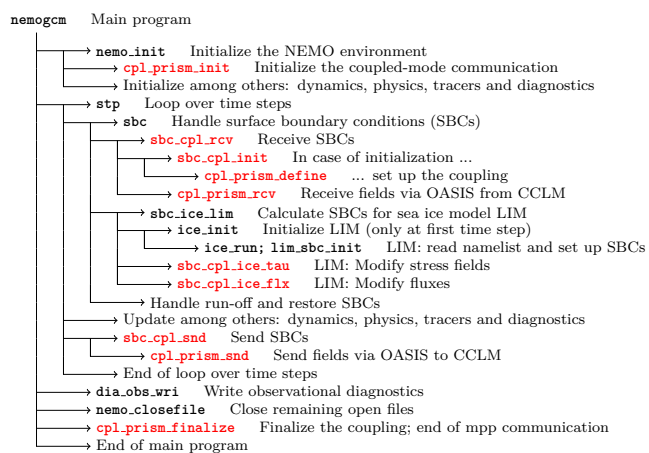 nemogcm Main program
nemo_init Initialize the NEMO environment
cpl_prism_init Initialize the coupled-mode communication
Initialize among others: dynamics, physics, tracers and diagnostics
stp Loop over time steps
sbc Handle surface boundary conditions (SBCs)
sbc_cpl_rcv Receive SBCs
sbc_cpl_init In case of initialization ...
cpl_prism_define ... set up the coupling
cpl_prism_rcv Receive fields via OASIS from CCLM
sbc_ice_lim Calculate SBCs for sea ice model LIM
ice_init Initialize LIM (only at first time step)
ice_run; lim_sbc_init LIM: read namelist and set up SBCs
sbc_cpl_ice_tau LIM: Modify stress fields
sbc_cpl_ice_flx LIM: Modify fluxes
Handle run-off and restore SBCs
Update among others: dynamics, physics, tracers and diagnostics
sbc_cpl_snd Send SBCs
cpl_prism_snd Send fields via OASIS to CCLM
End of loop over time steps
dia_obs_wri Write observational diagnostics
nemo_closefile Close remaining open files
cpl_prism_finalize Finalize the coupling; end of mpp communication
End of main program